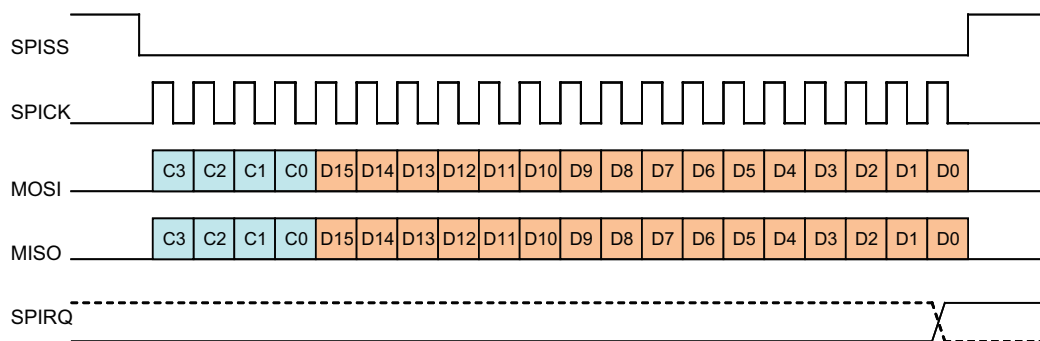 SPISS
SPICK
MOSI C3 C2 C1 C0 D15 D14 D13 D12 D11 D10 D9 D8 D7 D6 D5 D4 D3 D2 D1 D0
MISO C3 C2 C1 C0 D15 D14 D13 D12 D11 D10 D9 D8 D7 D6 D5 D4 D3 D2 D1 D0
SPIRQ